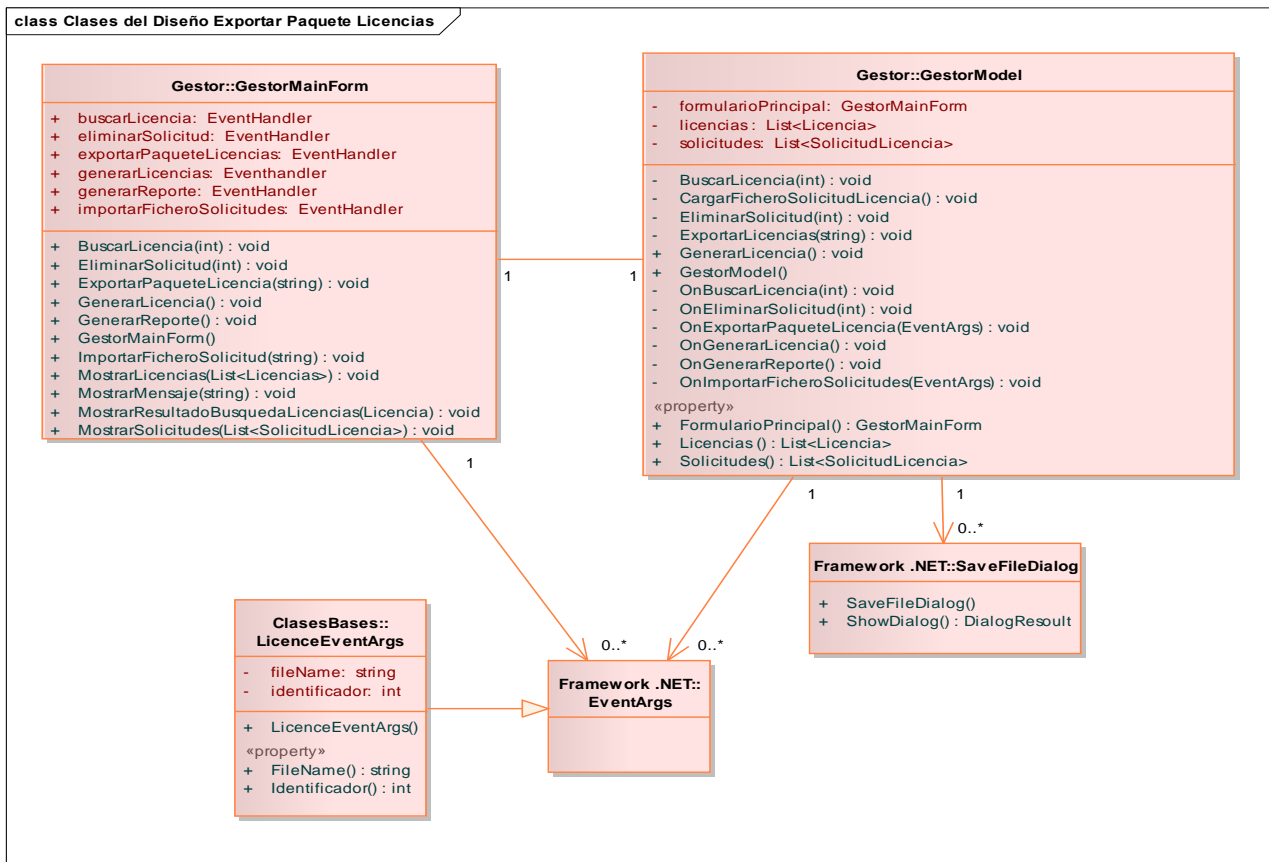 class Clases del Diseño Exportar Paquete Licencias
Gestor::GestorMainForm
+ buscarLicencia: EventHandler
+ eliminarSolicitud: EventHandler
+ exportarPaqueteLicencias: EventHandler
+ generarLicencias: Eventhandler
+ generarReporte: EventHandler
+ importarFicheroSolicitudes: EventHandler
+ BuscarLicencia(int) : void
+ EliminarSolicitud(int) : void
+ ExportarPaqueteLicencia(string) : void
+ GenerarLicencia() : void
+ GenerarReporte() : void
+ GestorMainForm()
+ ImportarFicheroSolicitud(string) : void
+ MostrarLicencias(List<Licencias>) : void
+ MostrarMensaje(string) : void
+ MostrarResultadoBusquedaLicencias(Licencia) : void
+ MostrarSolicitudes(List<SolicitudLicencia>) : void
Gestor::GestorModel
- formularioPrincipal: GestorMainForm
- licencias : List<Licencia>
- solicitudes: List<SolicitudLicencia>
- BuscarLicencia(int) : void
- CargarFicheroSolicitudLicencia() : void
- EliminarSolicitud(int) : void
- ExportarLicencias(string) : void
+ GenerarLicencia() : void
+ GestorModel()
- OnBuscarLicencia(int) : void
- OnEliminarSolicitud(int) : void
- OnExportarPaqueteLicencia(EventArgs) : void
- OnGenerarLicencia() : void
- OnGenerarReporte() : void
- OnImportarFicheroSolicitudes(EventArgs) : void
«property»
+ FormularioPrincipal() : GestorMainForm
+ Licencias () : List<Licencia>
+ Solicitudes() : List<SolicitudLicencia>
1
1
1
1
1
0..*
0..*
0..*
Framework .NET::SaveFileDialog
+ SaveFileDialog()
+ ShowDialog() : DialogResoult
ClasesBases::
LicenceEventArgs
- fileName: string
- identificador: int
+ LicenceEventArgs()
«property»
+ FileName() : string
+ Identificador() : int
Framework .NET::
EventArgs